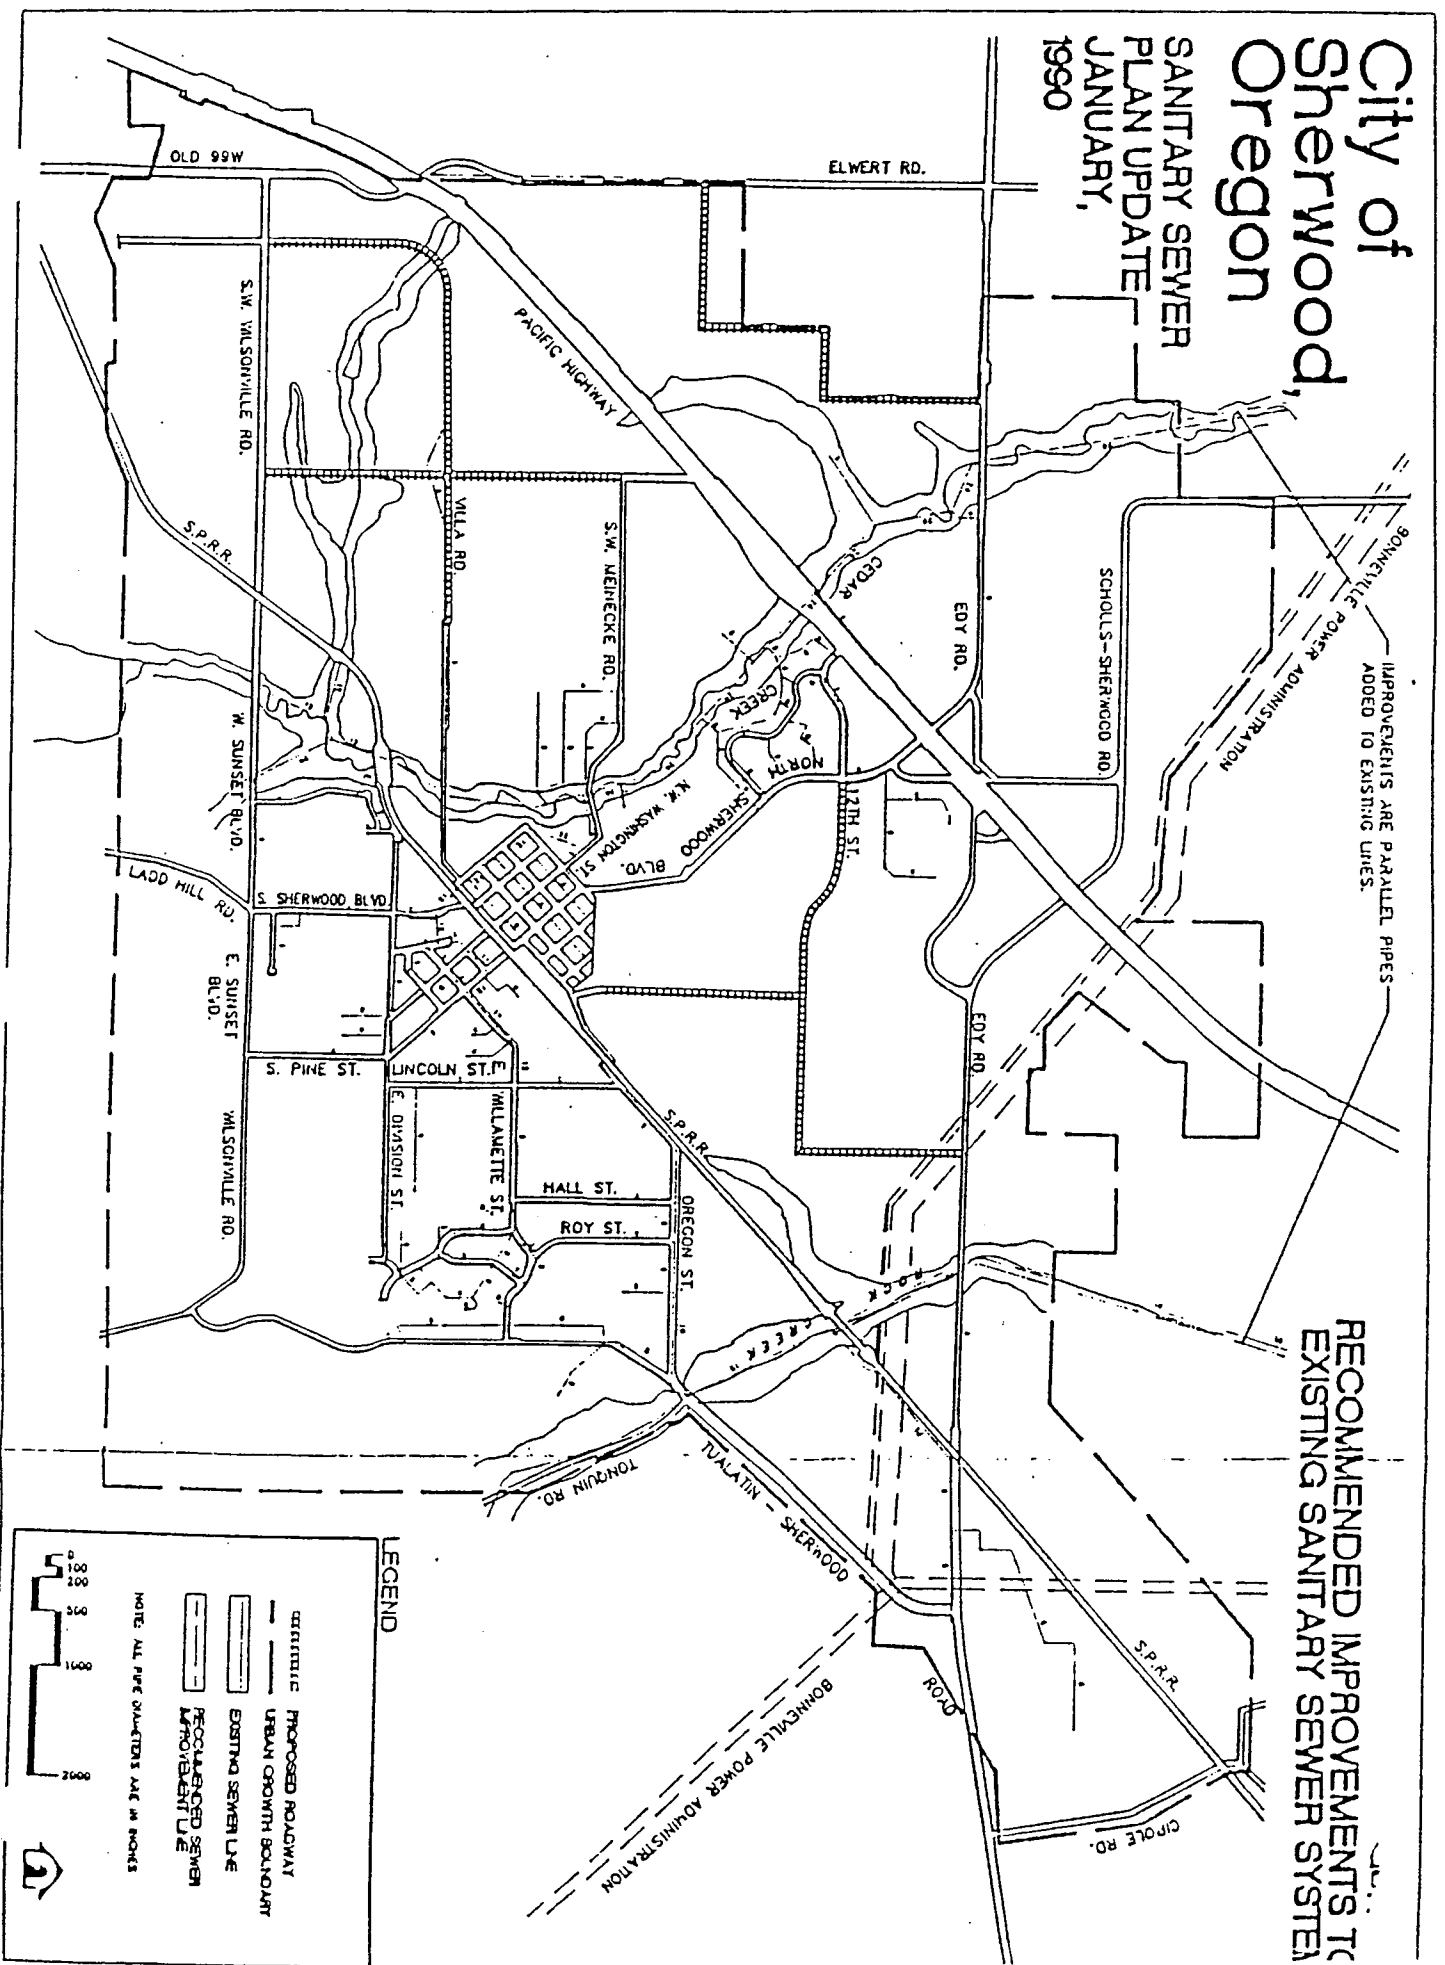 City of
Sherwood,
Oregon
SANITARY SEWER
PLAN UPDATE
JANUARY,
1990
RECOMMENDED IMPROVEMENTS TO
EXISTING SANITARY SEWER SYSTEM
IMPROVEMENTS ARE PARALLEL PIPES
ADDED TO EXISTING LINES.
BONNEVILLE POWER ADMINISTRATION
SCHOLLS-SHERWOOD RD.
ELWERT RD.
OLD 99W
PACIFIC HIGHWAY
EDY RD.
CEDAR
CREEK
S.W. MEINECKE RD.
VILLA RD.
S.W. WILSONVILLE RD.
S.P.R.R.
NORTH
SHERWOOD
BLVD.
12TH ST.
N.W. WASHINGTON ST.
W. SUNSET BLVD.
LADD HILL RD.
S. SHERWOOD BLVD.
E. SUNSET
BLVD.
S. PINE ST.
LINCOLN ST.
E.
WILLAMETTE ST.
E. DIVISION ST.
WILSONVILLE RD.
HALL ST.
ROY ST.
OREGON ST.
S.P.R.R.
EDY RD.
ROCK
CREEK
TONQUIN RD.
TUALATIN - SHERWOOD
ROAD
S.P.R.R.
CIPOLE RD.
BONNEVILLE POWER ADMINISTRATION
LEGEND
PROPOSED ROADWAY
URBAN GROWTH BOUNDARY
EXISTING SEWER LINE
RECOMMENDED SEWER
IMPROVEMENT LINE
NOTE: ALL PIPE DIAMETERS ARE IN INCHES
0
100
200
500
1000
2000